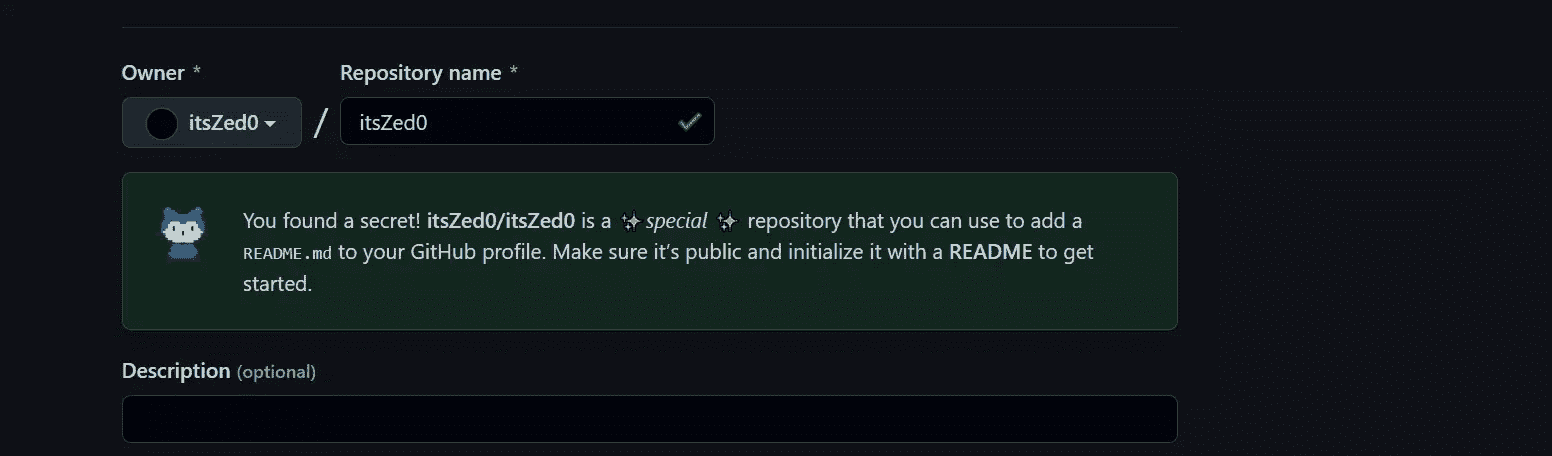 Owner *
Repository name *
itsZed0
/
itsZed0
You found a secret! itsZed0/itsZed0 is a ✨ special ✨ repository that you can use to add a
README.md to your GitHub profile. Make sure it’s public and initialize it with a README to get
started.
Description (optional)